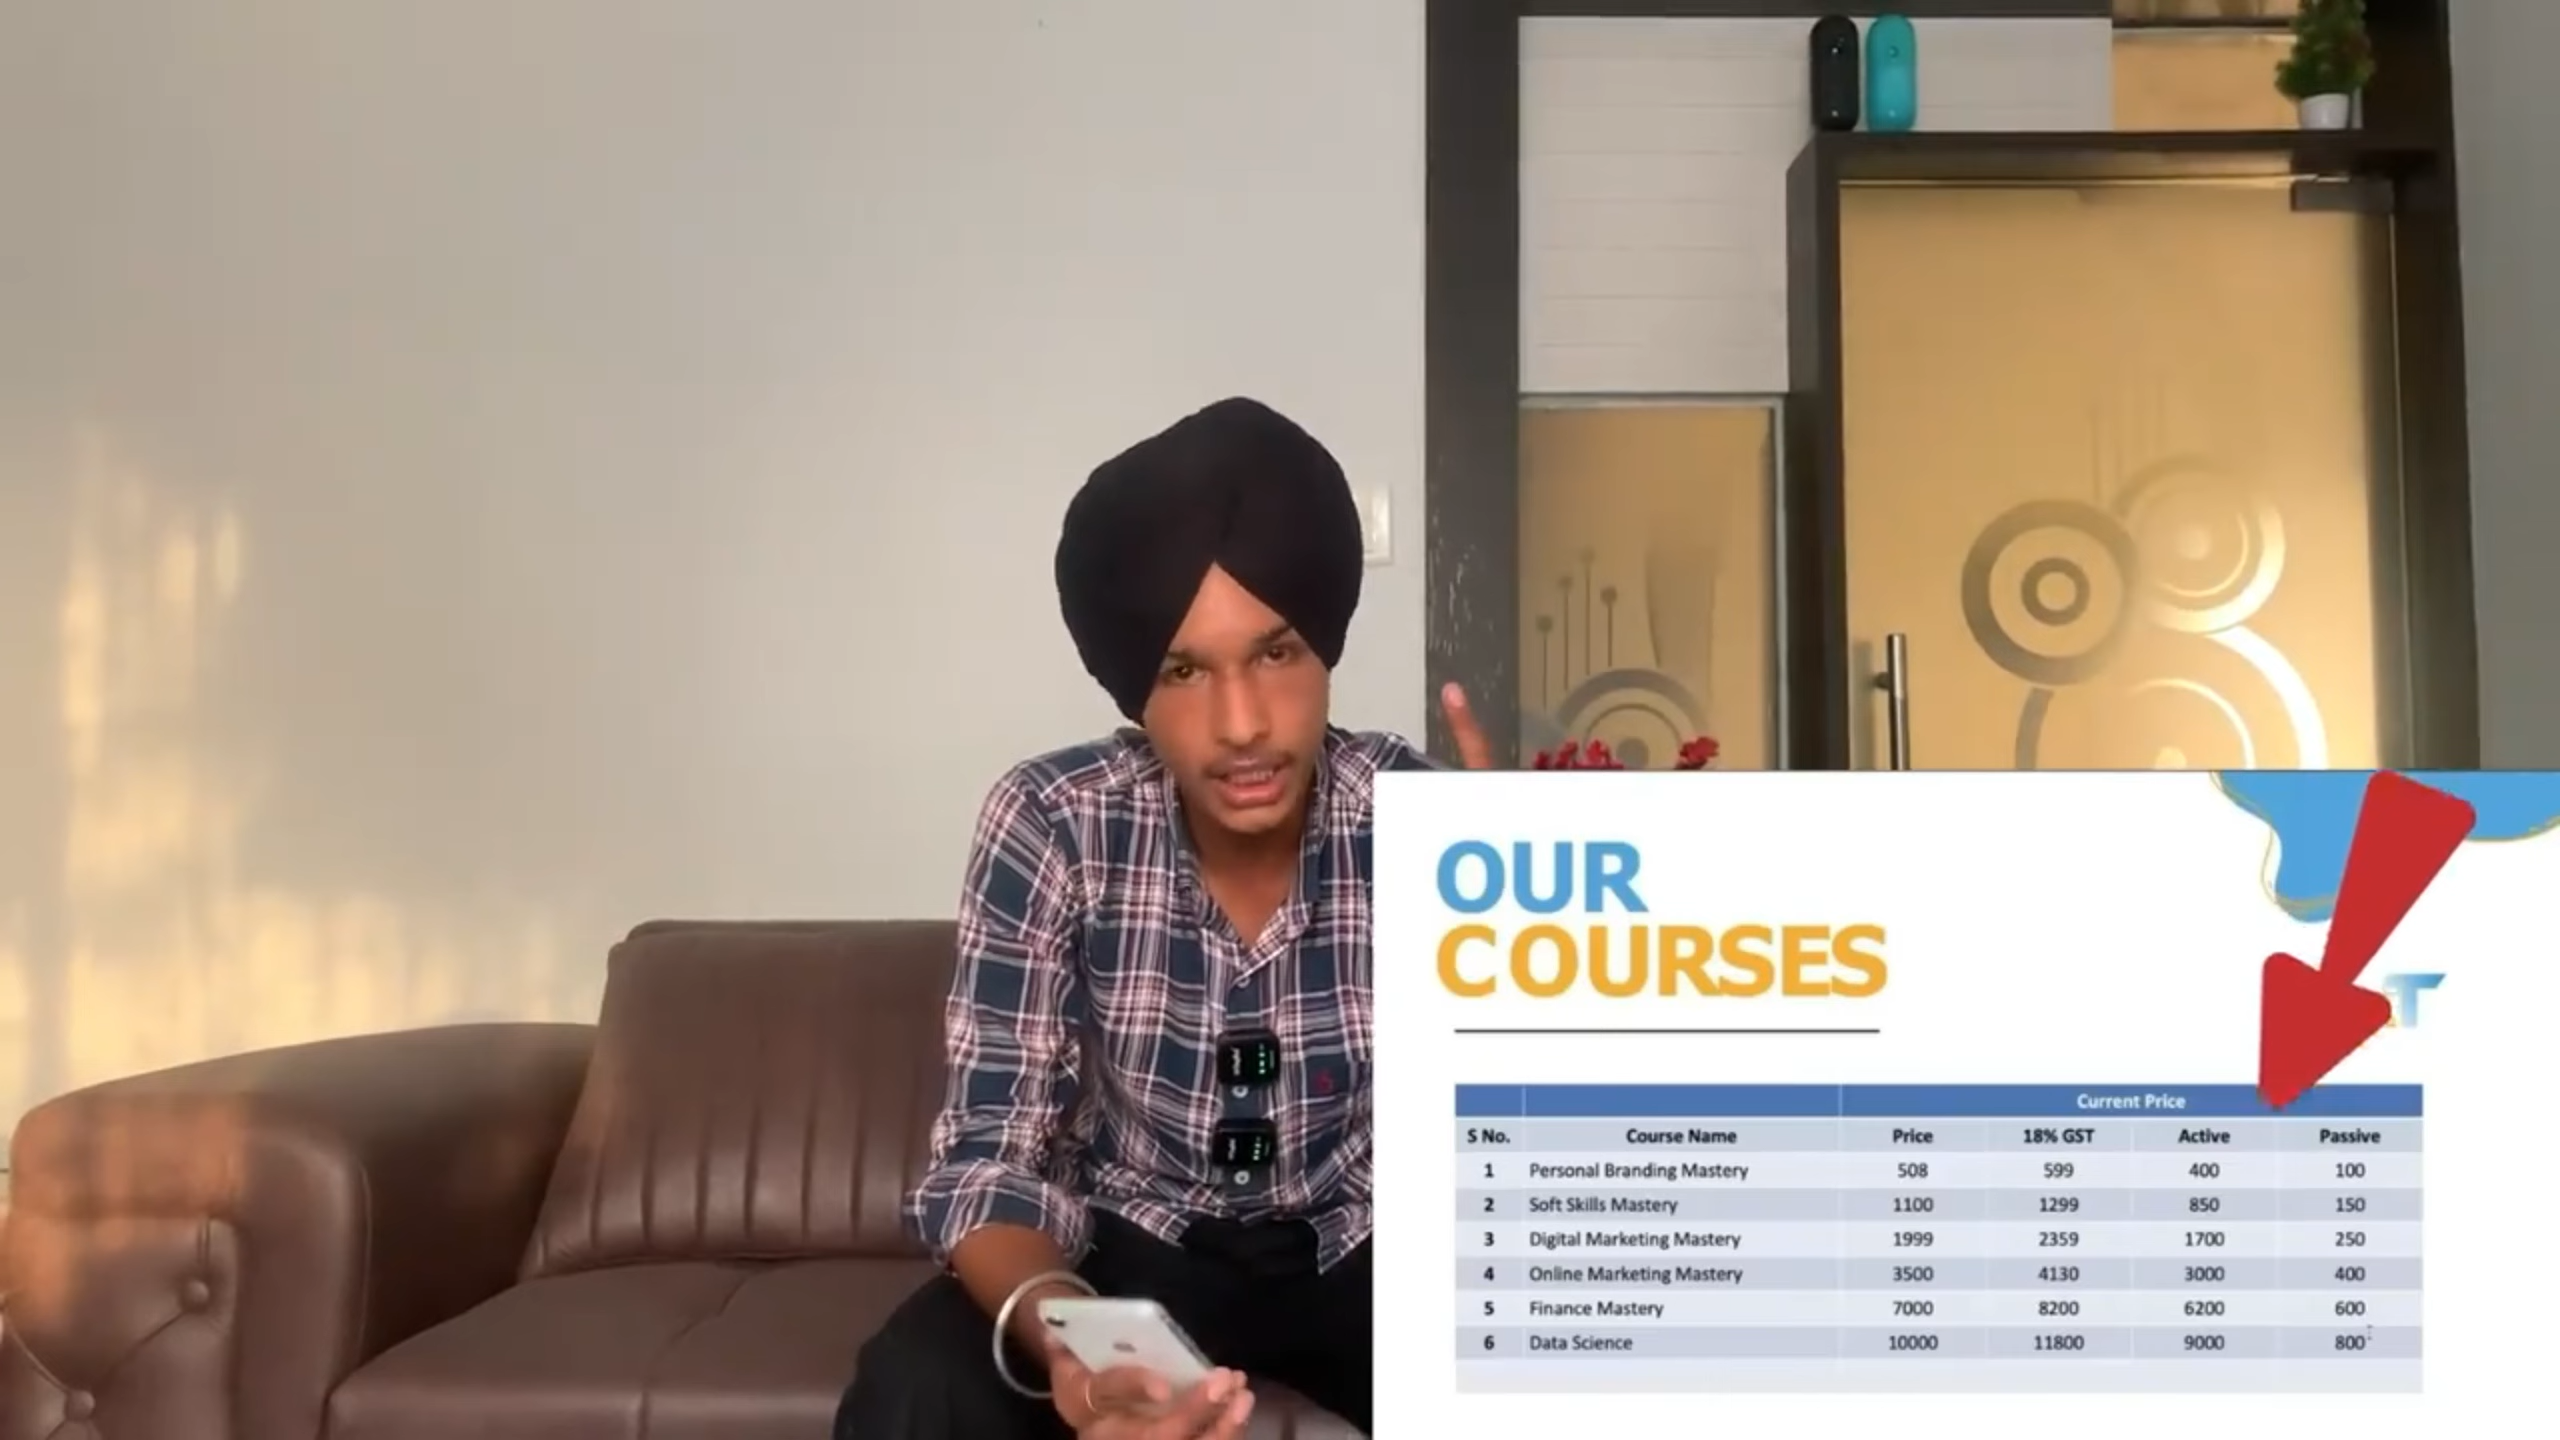 OUR
COURSES
T
Current Price
S No. Course Name Price 18% GST Active Passive
1 Personal Branding Mastery 508 599 400 100
2 Soft Skills Mastery 1100 1299 850 150
3 Digital Marketing Mastery 1999 2359 1700 250
4 Online Marketing Mastery 3500 4130 3000 400
5 Finance Mastery 7000 8200 6200 600
6 Data Science 10000 11800 9000 800